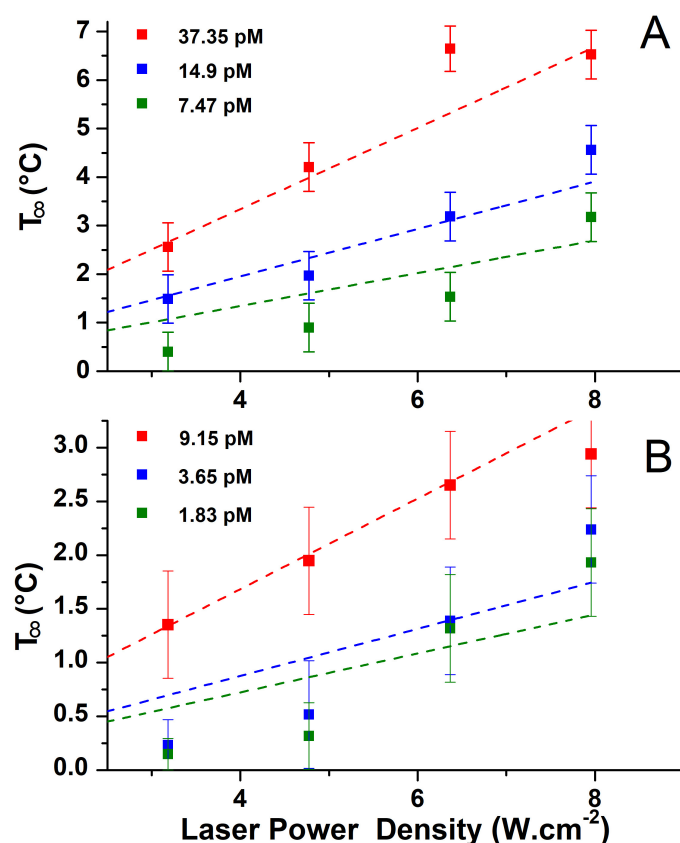 A
37.35 pM
14.9 pM
7.47 pM
7
6
5
4
3
2
1
0
T∞ (°C)
4 6 8
B
9.15 pM
3.65 pM
1.83 pM
3.0
2.5
2.0
1.5
1.0
0.5
0.0
T∞ (°C)
4 6 8
Laser Power Density (W.cm⁻²)